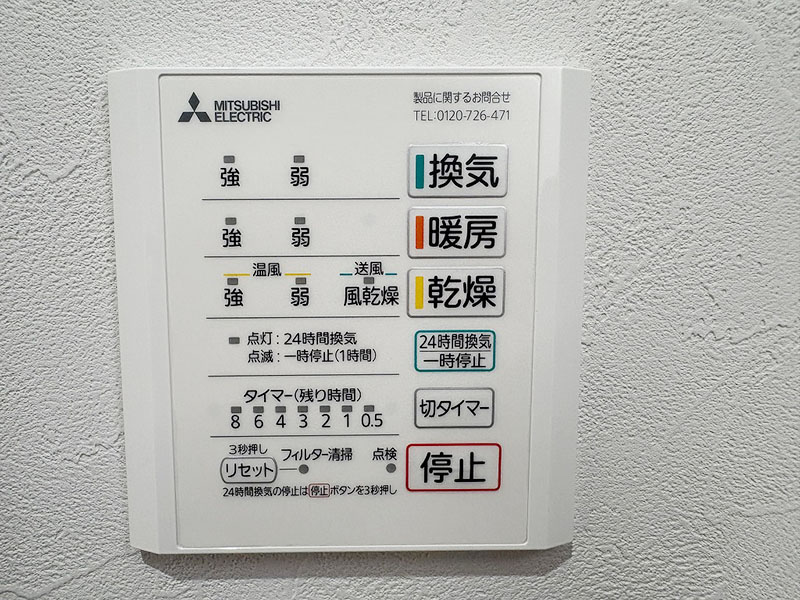 MITSUBISHI
ELECTRIC
製品に関するお問合せ
TEL:0120-726-471
強 弱 換気
強 弱 暖房
温風 送風
強 弱 風乾燥 乾燥
点灯:24時間換気
点滅:一時停止(1時間)
24時間換気
一時停止
タイマー(残り時間)
8 6 4 3 2 1 0.5
切タイマー
3秒押し
リセット フィルター清掃 点検
停止
24時間換気の停止は停止ボタンを3秒押し